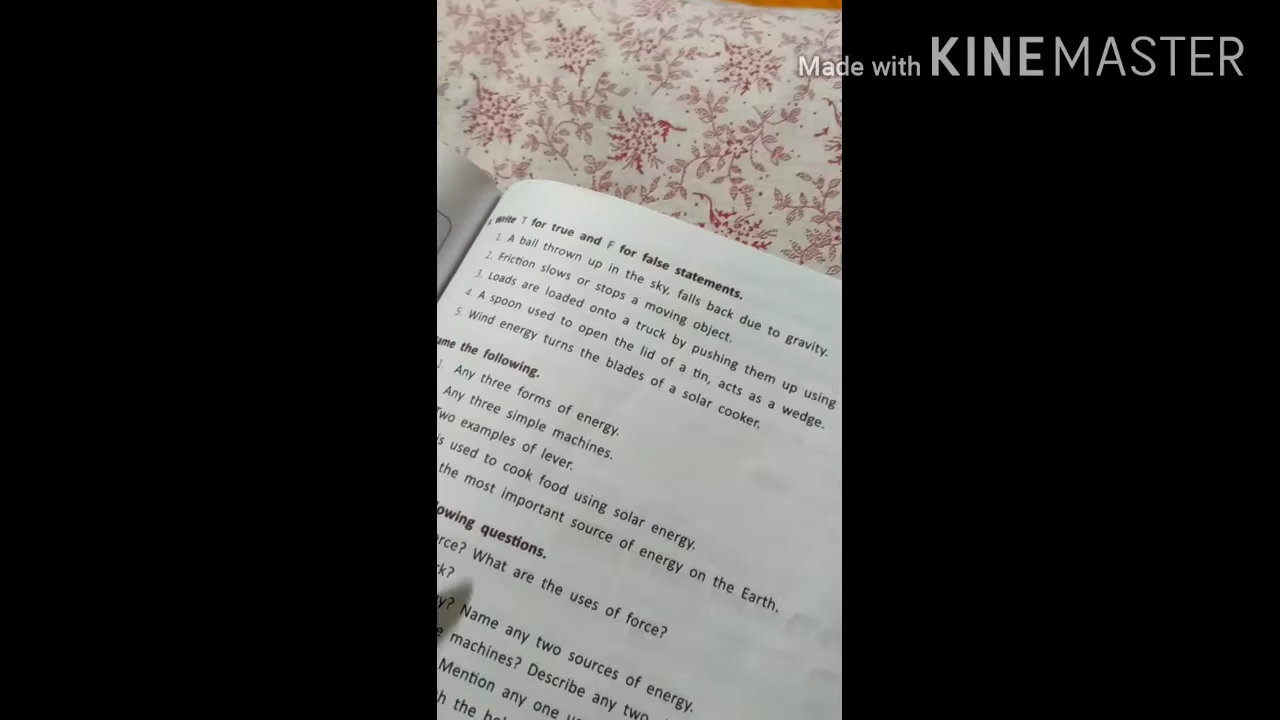 Made with KINEMASTER
Write T for true and F for false statements.
1. A ball thrown up in the sky, falls back due to gravity.
2. Friction slows or stops a moving object.
3. Loads are loaded onto a truck by pushing them up using
4. A spoon used to open the lid of a tin, acts as a wedge.
5. Wind energy turns the blades of a solar cooker.
ame the following.
1. Any three forms of energy.
Any three simple machines.
Two examples of lever.
is used to cook food using solar energy.
the most important source of energy on the Earth.
lowing questions.
rce? What are the uses of force?
rk?
gy? Name any two sources of energy.
e machines? Describe any two
Mention any one
h the